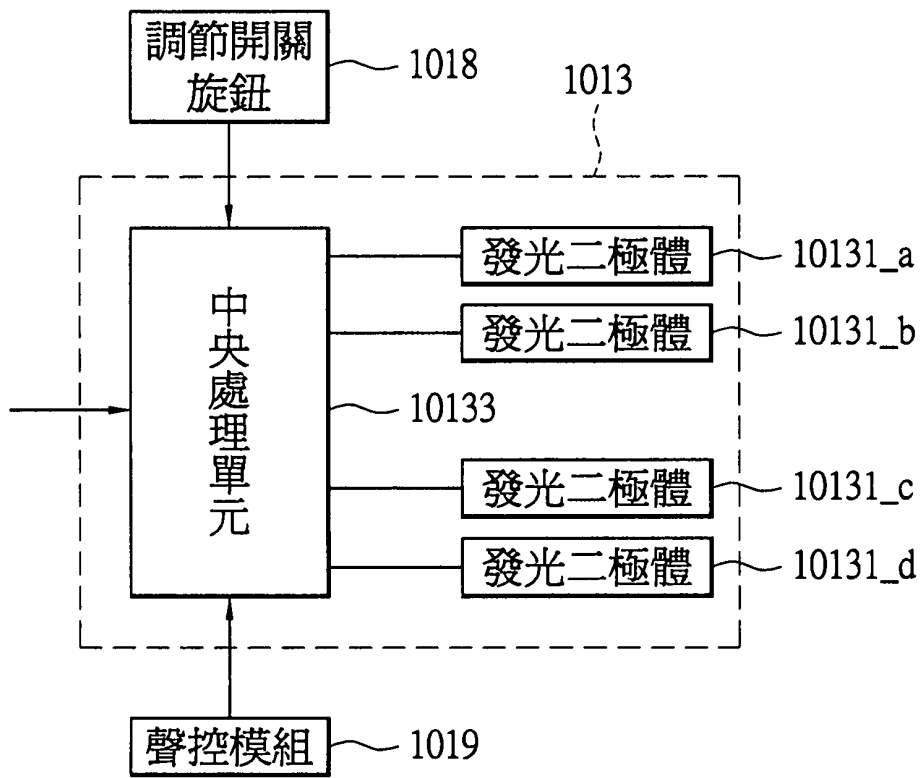 調節開關
旋鈕
1018
1013
發光二極體
10131_a
發光二極體
10131_b
中央處理單元
10133
發光二極體
10131_c
發光二極體
10131_d
聲控模組
1019